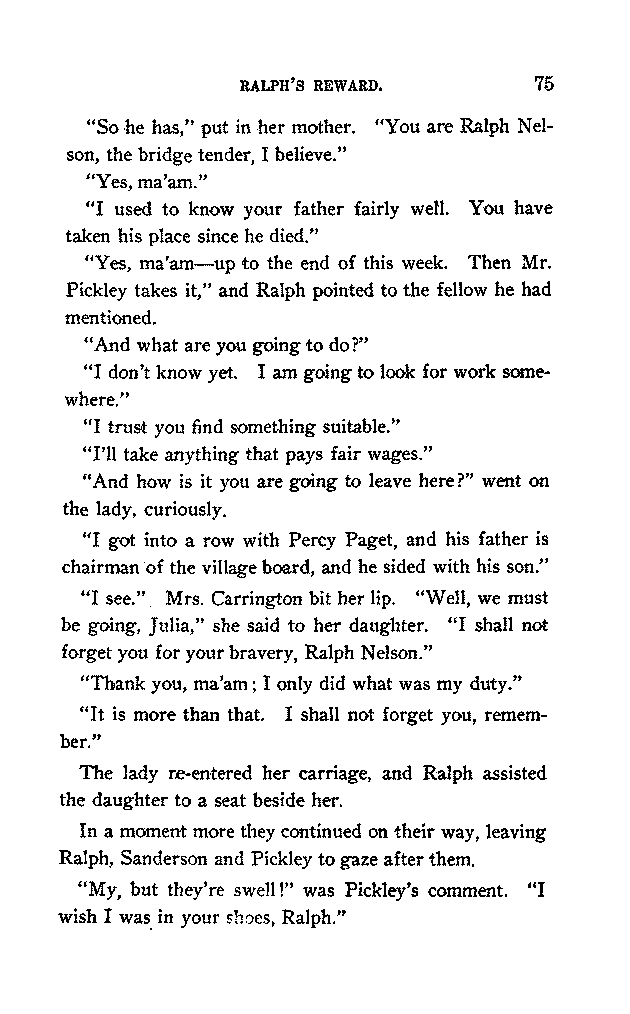 RALPH'S REWARD. 75
"So he has," put in her mother. "You are Ralph Nel-
son, the bridge tender, I believe."
"Yes, ma'am."
"I used to know your father fairly well. You have
taken his place since he died."
"Yes, ma'am—up to the end of this week. Then Mr.
Pickley takes it," and Ralph pointed to the fellow he had
mentioned.
"And what are you going to do?"
"I don't know yet. I am going to look for work some-
where."
"I trust you find something suitable."
"I'll take anything that pays fair wages."
"And how is it you are going to leave here?" went on
the lady, curiously.
"I got into a row with Percy Paget, and his father is
chairman of the village board, and he sided with his son."
"I see." Mrs. Carrington bit her lip. "Well, we must
be going, Julia," she said to her daughter. "I shall not
forget you for your bravery, Ralph Nelson."
"Thank you, ma'am; I only did what was my duty."
"It is more than that. I shall not forget you, remem-
ber."
The lady re-entered her carriage, and Ralph assisted
the daughter to a seat beside her.
In a moment more they continued on their way, leaving
Ralph, Sanderson and Pickley to gaze after them.
"My, but they're swell!" was Pickley's comment. "I
wish I was in your shoes, Ralph."